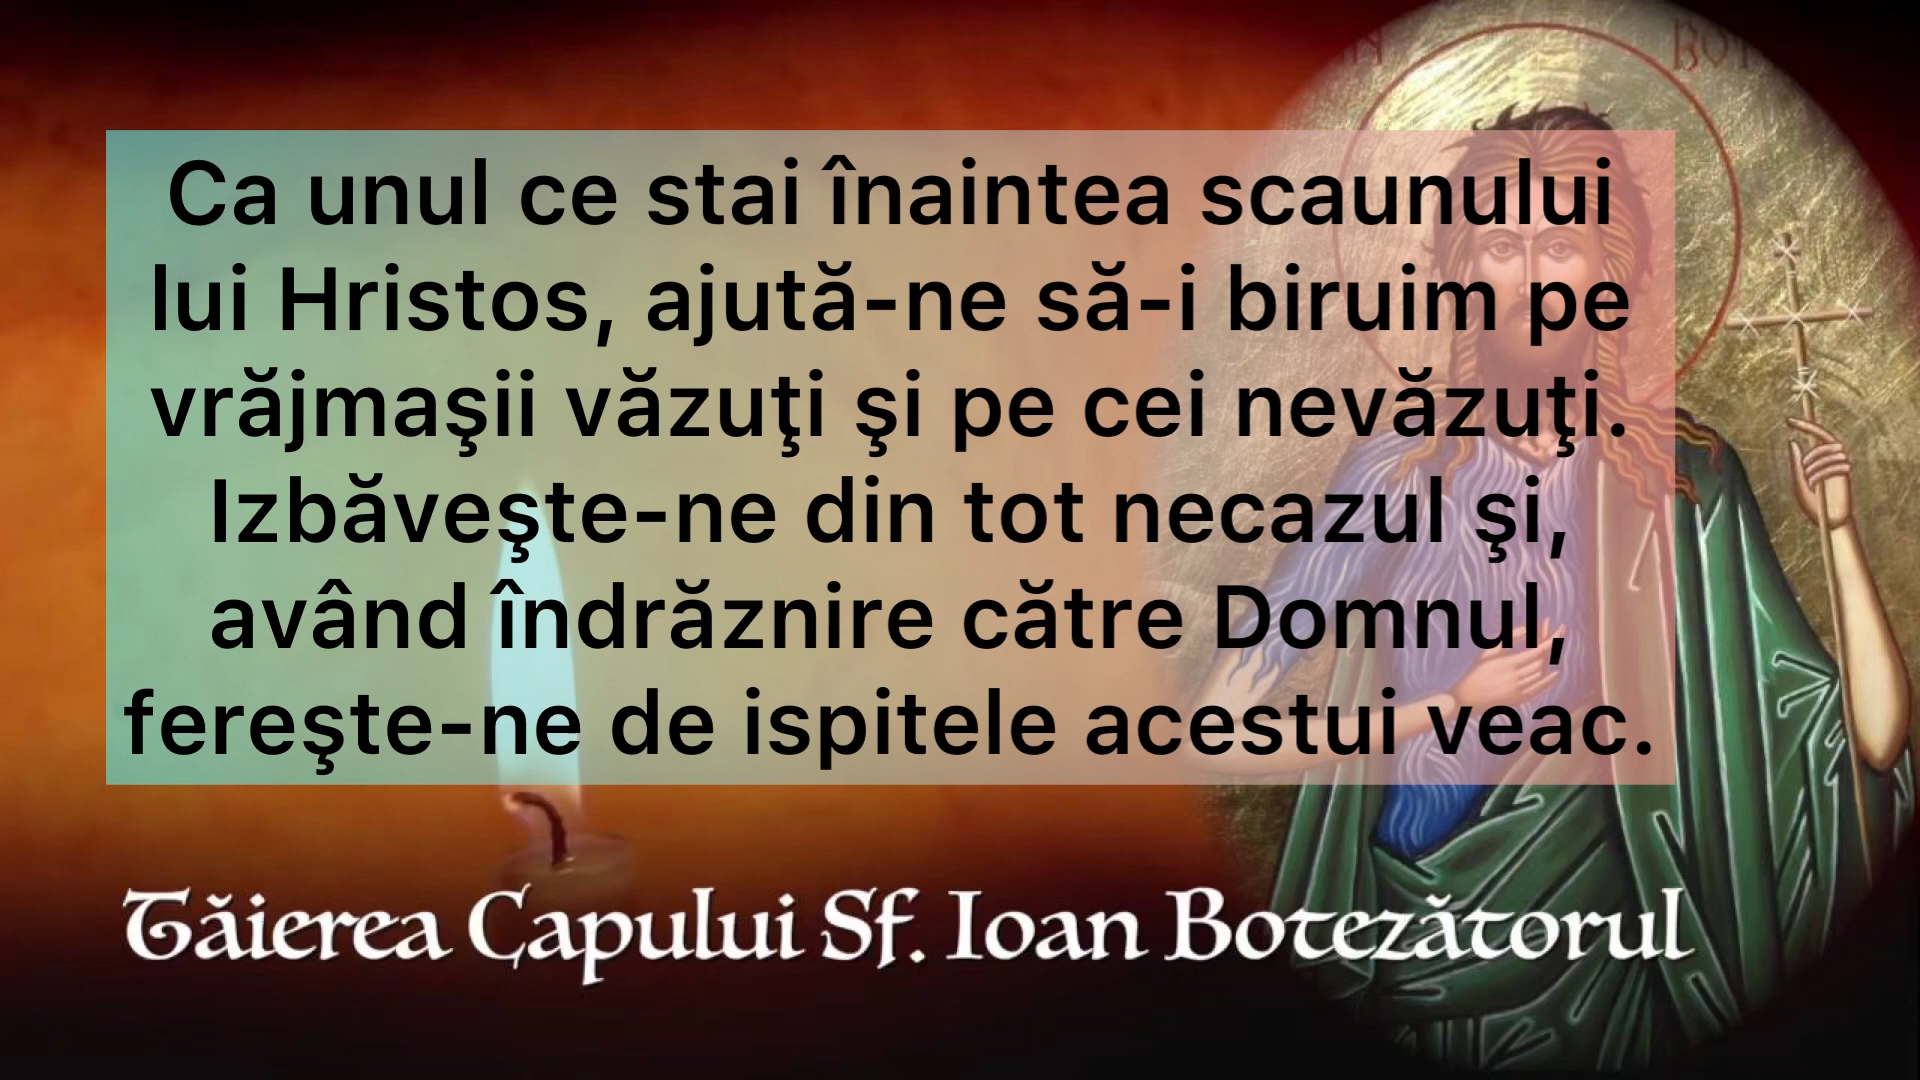 Ca unul ce stai înaintea scaunului
lui Hristos, ajută-ne să-i biruim pe
vrăjmaşii văzuţi şi pe cei nevăzuţi.
Izbăveşte-ne din tot necazul şi,
având îndrăznire către Domnul,
fereşte-ne de ispitele acestui veac.
Tăierea Capului Sf. Ioan Botezătorul